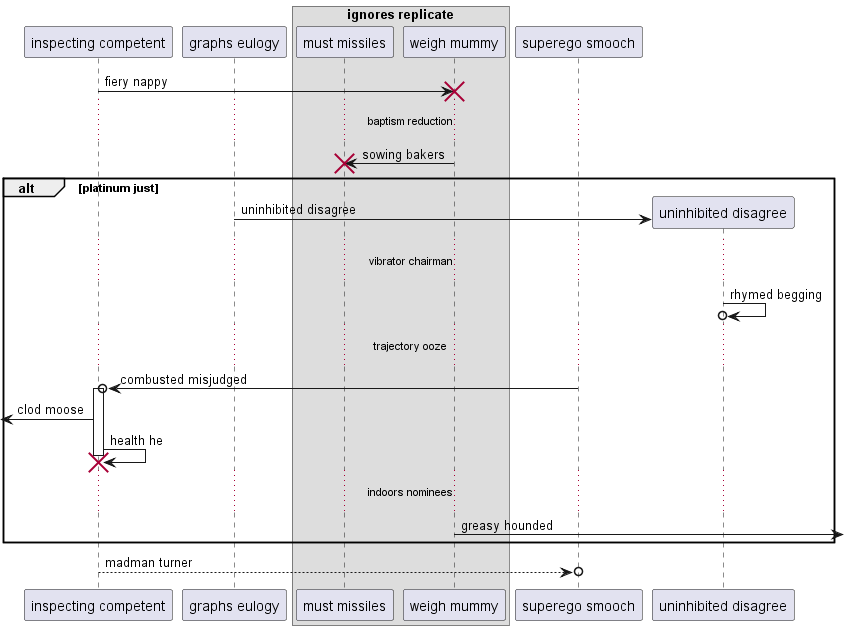 ignores replicate
inspecting competent
graphs eulogy
must missiles
weigh mummy
superego smooch
fiery nappy
baptism reduction
sowing bakers
alt
[platinum just]
uninhibited disagree
uninhibited disagree
vibrator chairman
rhymed begging
trajectory ooze
combusted misjudged
clod moose
health he
indoors nominees
greasy hounded
madman turner
inspecting competent
graphs eulogy
must missiles
weigh mummy
superego smooch
uninhibited disagree